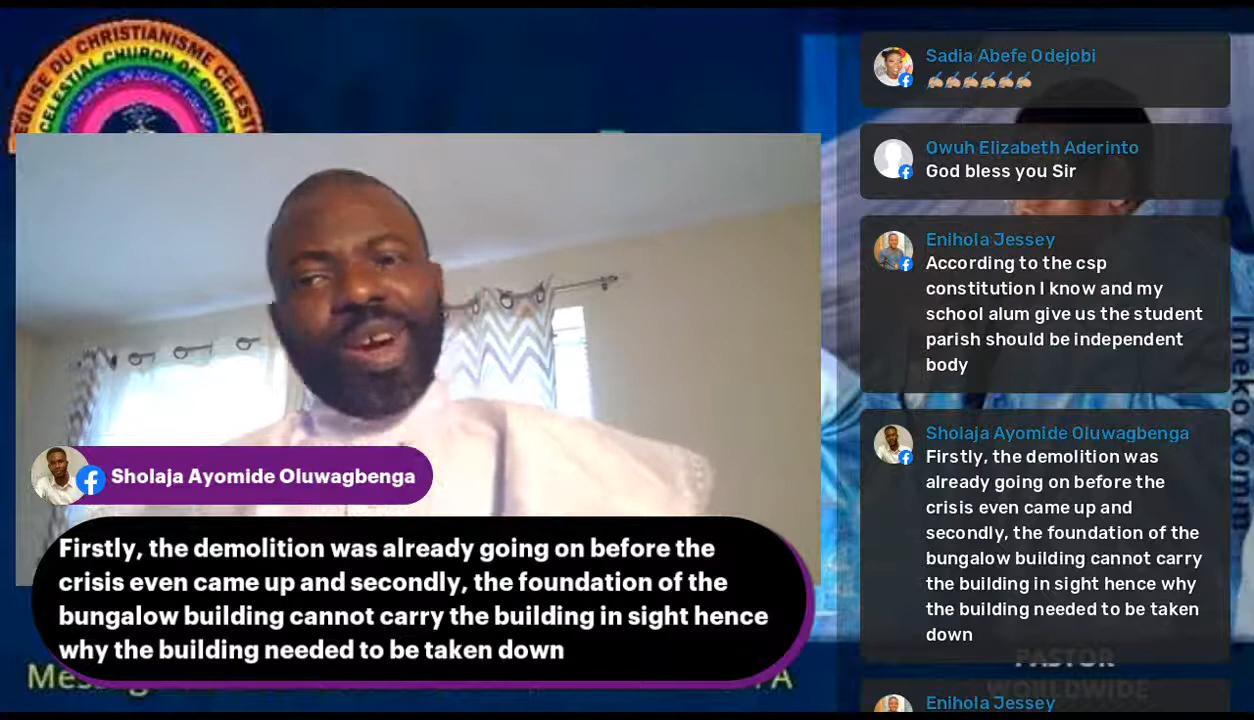 EGLISE DU CHRISTIANISME CELEST
CELESTIAL CHURCH OF CHRIST
Sholaja Ayomide Oluwagbenga
Firstly, the demolition was already going on before the
crisis even came up and secondly, the foundation of the
bungalow building cannot carry the building in sight hence
why the building needed to be taken down
Sadia Abefe Odejobi
✍🏽✍🏽✍🏽✍🏽✍🏽✍🏽
Owuh Elizabeth Aderinto
God bless you Sir
Enihola Jessey
According to the csp
constitution I know and my
school alum give us the student
parish should be independent
body
Sholaja Ayomide Oluwagbenga
Firstly, the demolition was
already going on before the
crisis even came up and
secondly, the foundation of the
bungalow building cannot carry
the building in sight hence why
the building needed to be taken
down
PASTOR
WORLDWIDE
Enihola Jessey